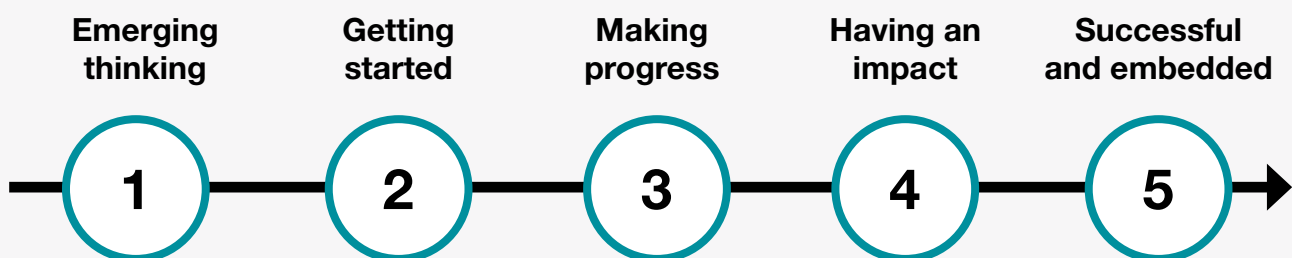 Emerging
thinking
Getting
started
Making
progress
Having an
impact
Successful
and embedded
1
2
3
4
5